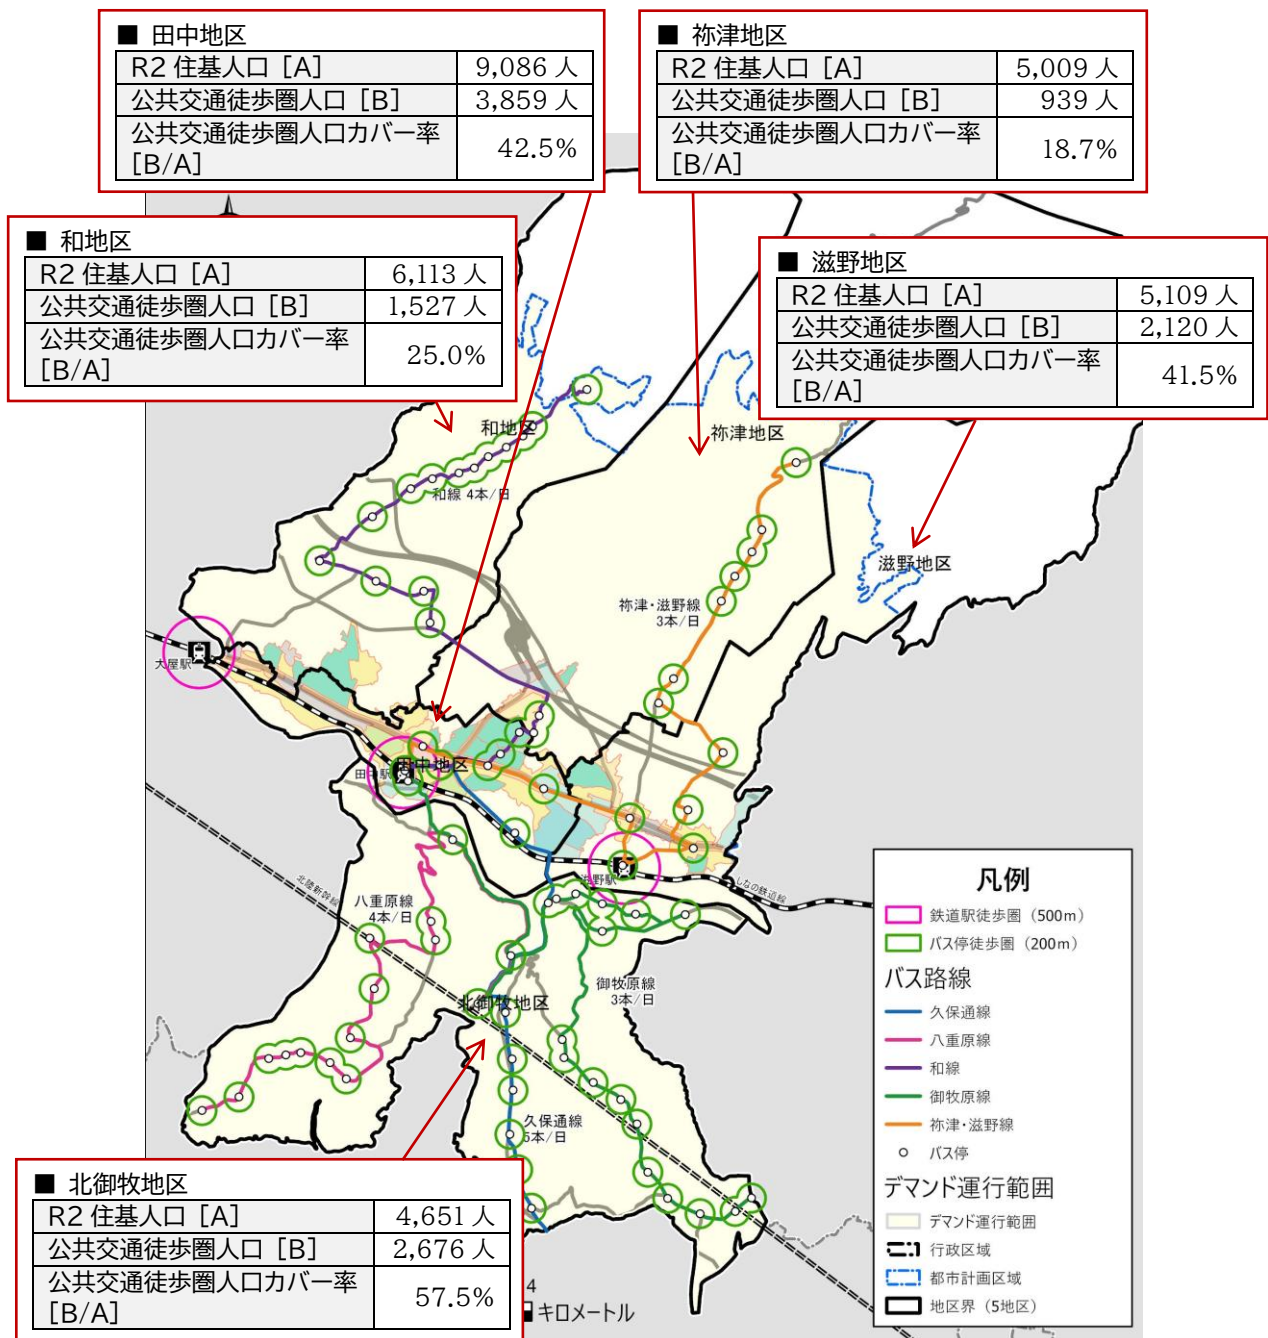 ■ 田中地区
R2 住基人口 [A] 9,086 人
公共交通徒歩圏人口 [B] 3,859 人
公共交通徒歩圏人口カバー率 [B/A] 42.5%
■ 祢津地区
R2 住基人口 [A] 5,009 人
公共交通徒歩圏人口 [B] 939 人
公共交通徒歩圏人口カバー率 [B/A] 18.7%
■ 和地区
R2 住基人口 [A] 6,113 人
公共交通徒歩圏人口 [B] 1,527 人
公共交通徒歩圏人口カバー率 [B/A] 25.0%
■ 滋野地区
R2 住基人口 [A] 5,109 人
公共交通徒歩圏人口 [B] 2,120 人
公共交通徒歩圏人口カバー率 [B/A] 41.5%
和地区
祢津地区
和線 4本/日
滋野地区
祢津・滋野線
3本/日
大屋駅
田中駅
田中地区
滋野駅
しなの鉄道線
北陸新幹線
八重原線
4本/日
御牧原線
3本/日
北御牧地区
久保通線
5本/日
■ 北御牧地区
R2 住基人口 [A] 4,651 人
公共交通徒歩圏人口 [B] 2,676 人
公共交通徒歩圏人口カバー率 [B/A] 57.5%
4
キロメートル
凡例
鉄道駅徒歩圏（500m）
バス停徒歩圏（200m）
バス路線
久保通線
八重原線
和線
御牧原線
祢津・滋野線
バス停
デマンド運行範囲
デマンド運行範囲
行政区域
都市計画区域
地区界（5地区）